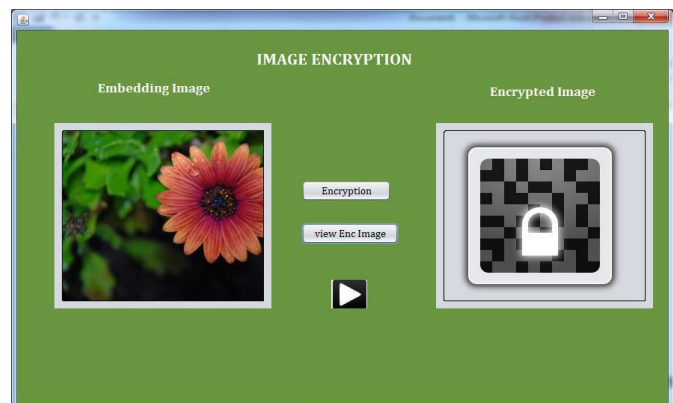 IMAGE ENCRYPTION
Embedding Image
Encrypted Image
Encryption
view Enc Image